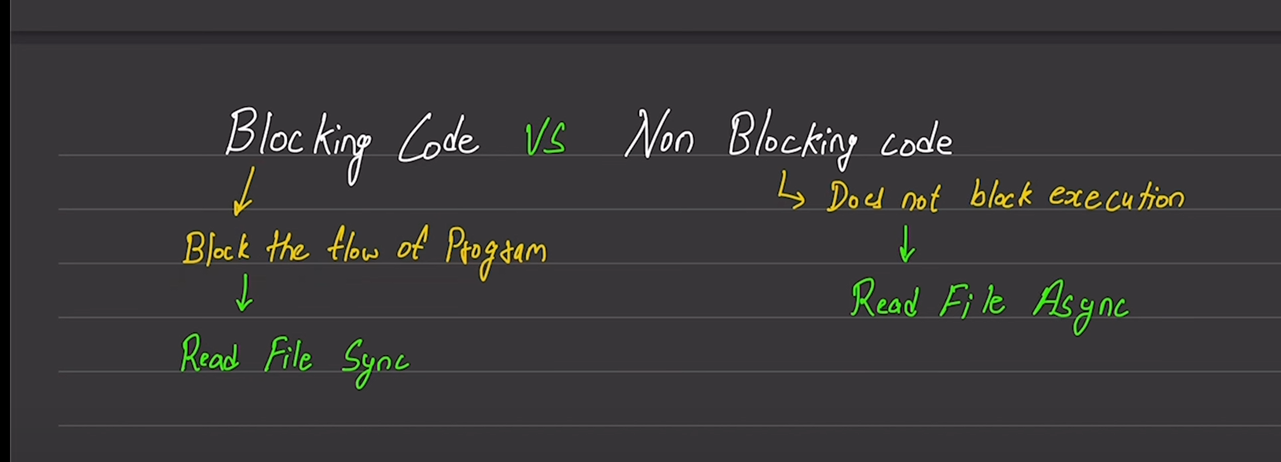 Blocking Code VS Non Blocking code
Does not block execution
Block the flow of Program
Read File Async
Read File Sync